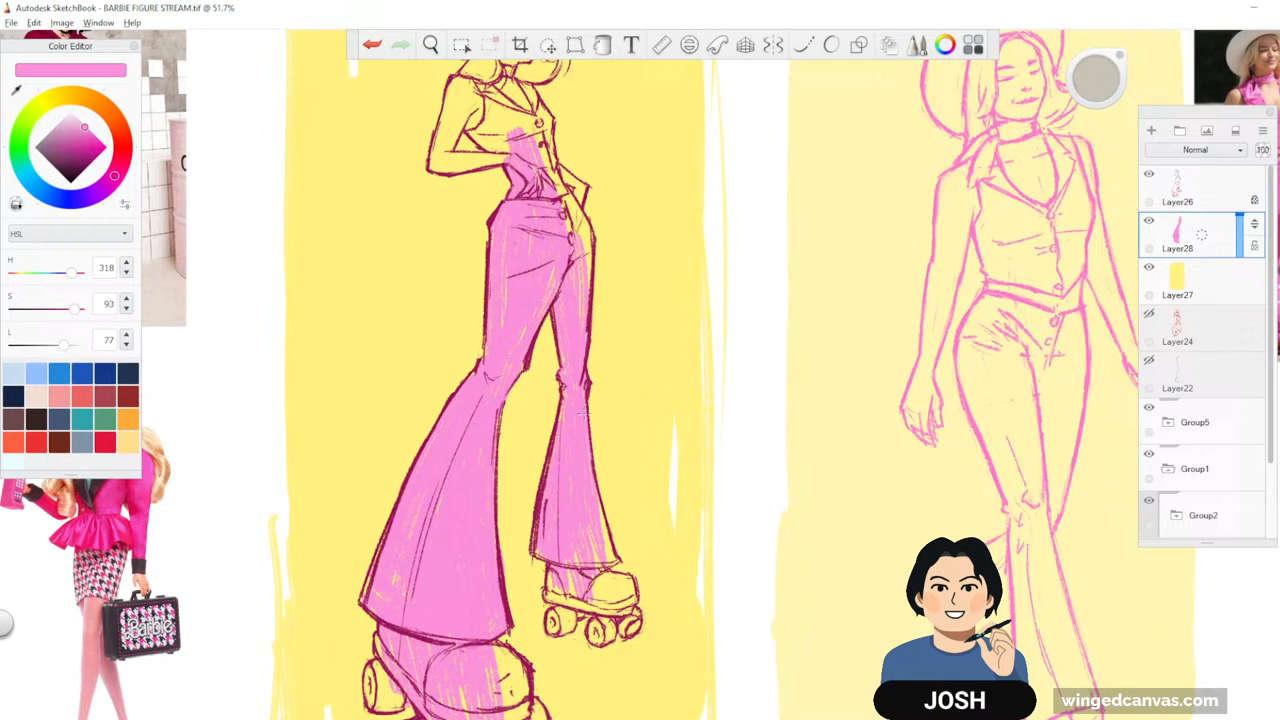 Autodesk SketchBook - BARBIE FIGURE STREAM.tif @ 51.7%
File Edit Image Window Help
Color Editor
HSL
H 318
S 93
L 77
T
Normal
100
Layer26
Layer28
Layer27
Layer24
Layer22
Group5
Group1
Group2
Barbie
JOSH
wingedcanvas.com